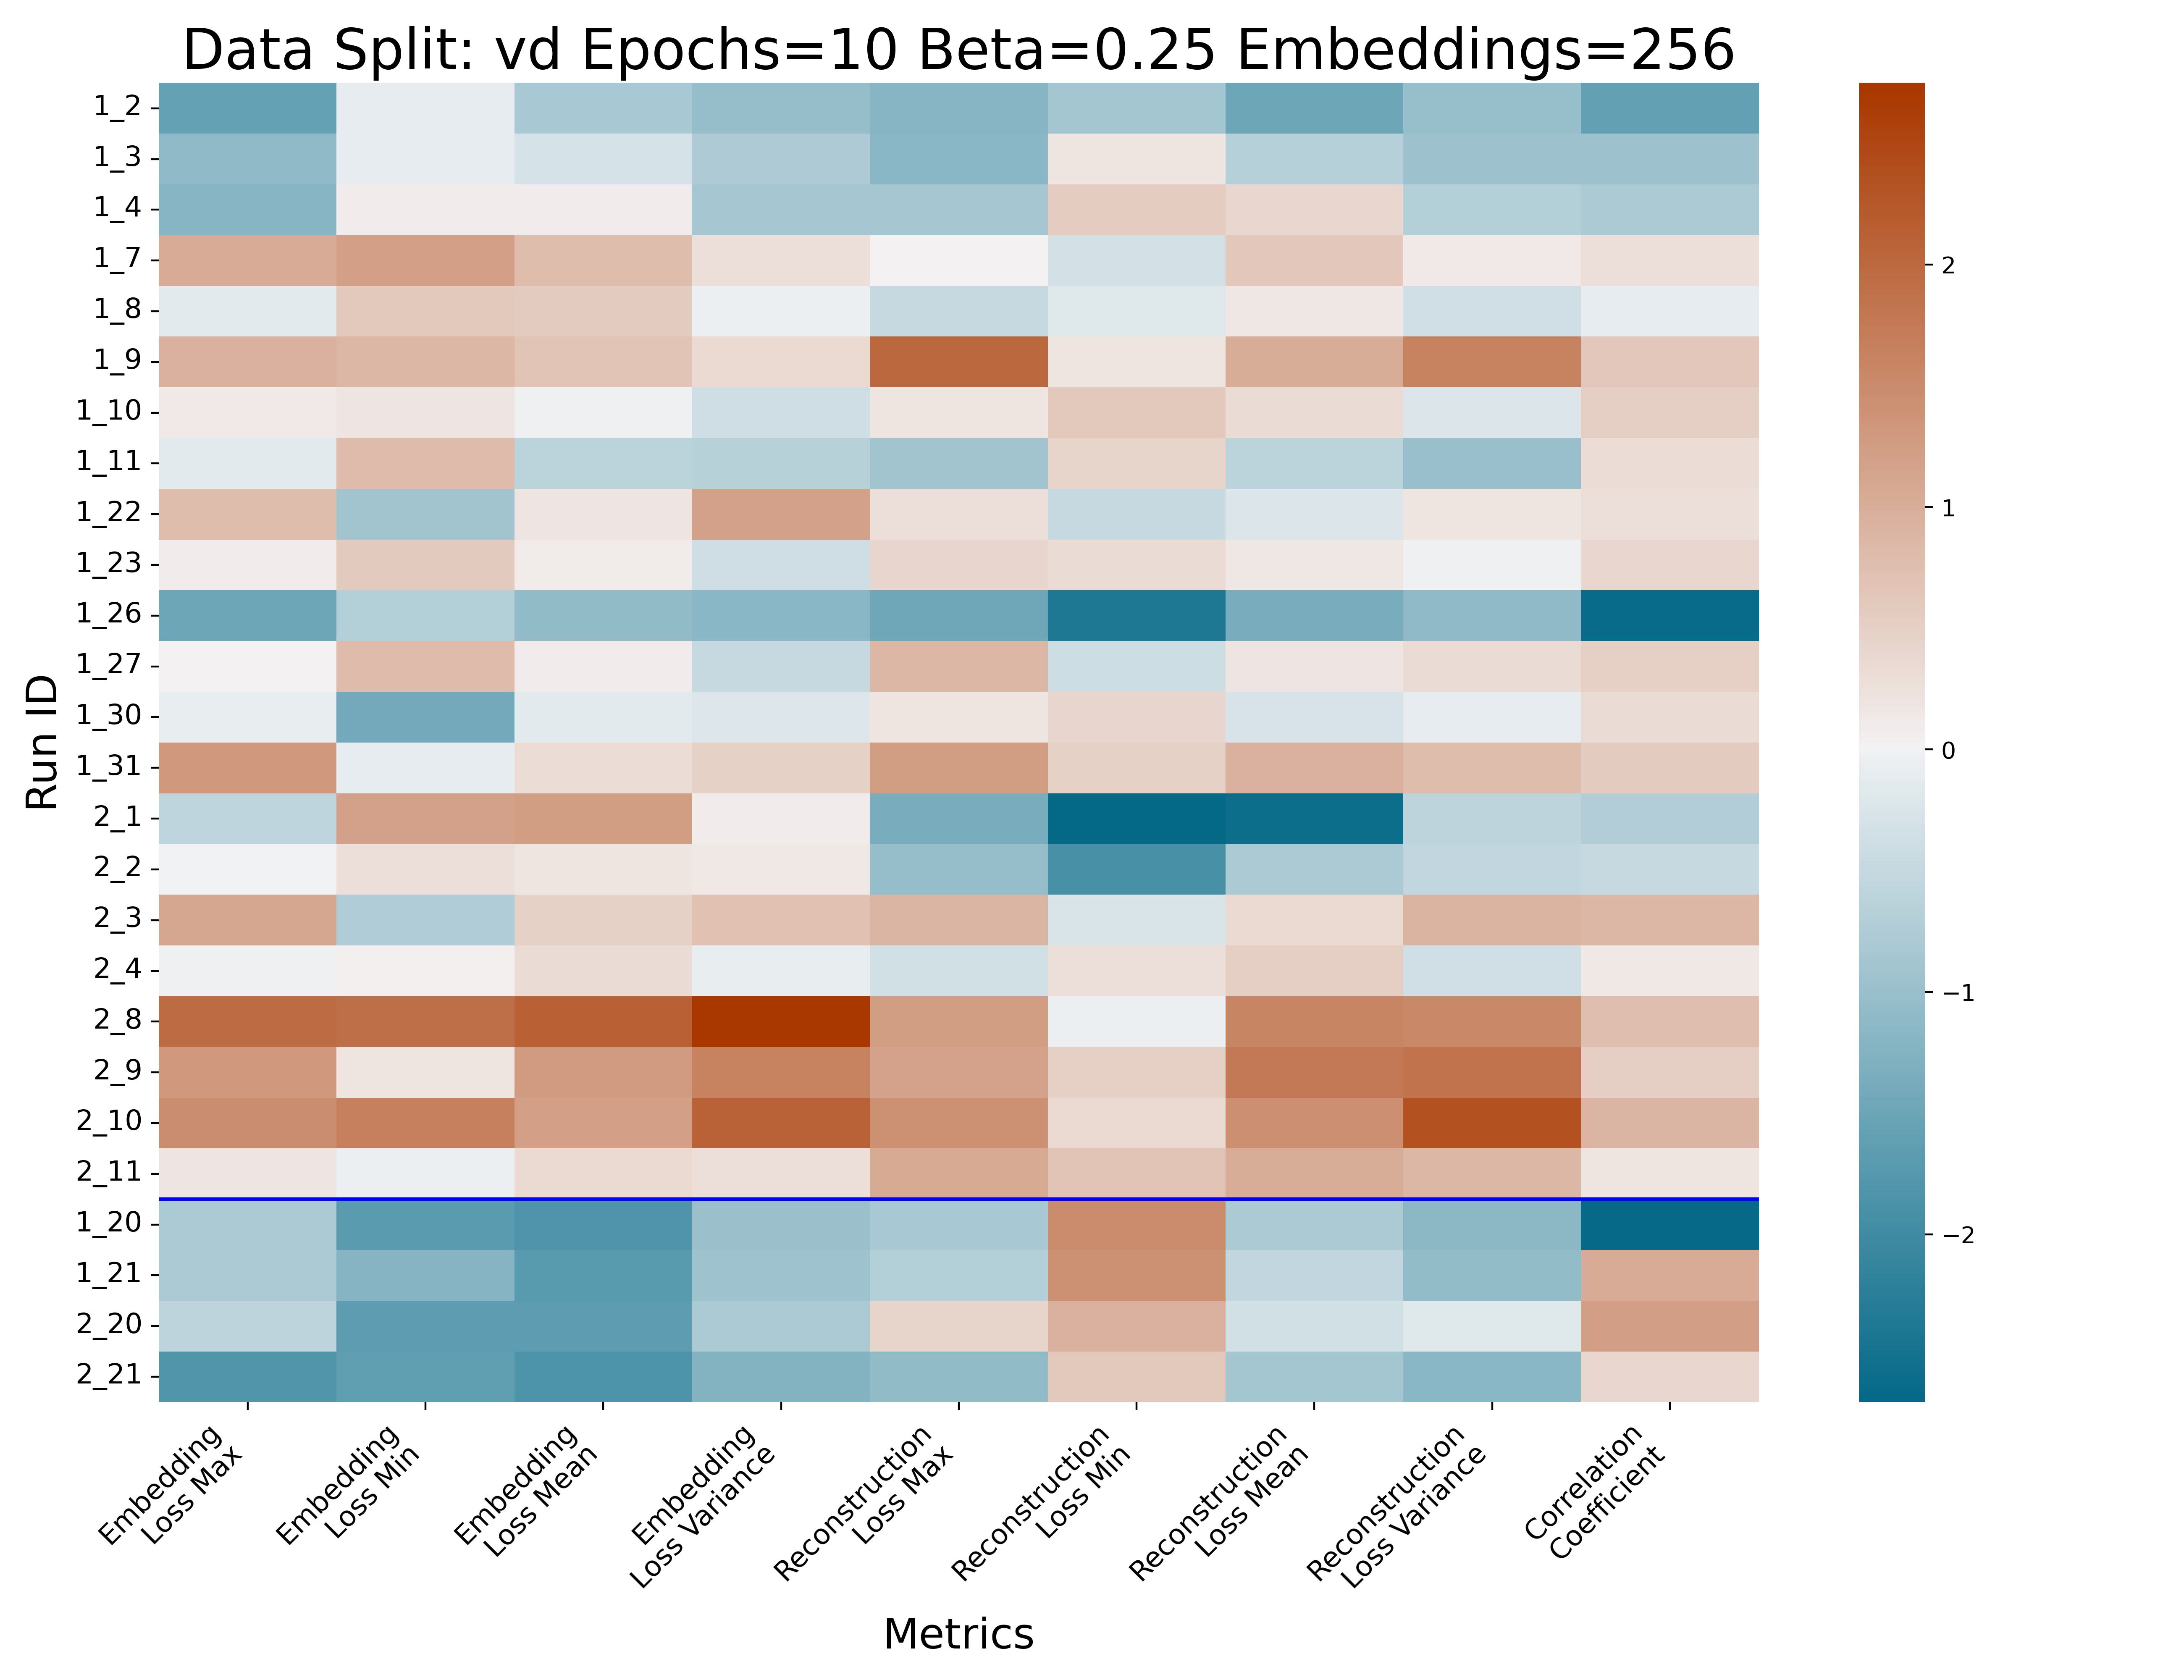 Data Split: vd Epochs=10 Beta=0.25 Embeddings=256
Run ID
1_2
1_3
1_4
1_7
1_8
1_9
1_10
1_11
1_22
1_23
1_26
1_27
1_30
1_31
2_1
2_2
2_3
2_4
2_8
2_9
2_10
2_11
1_20
1_21
2_20
2_21
2
1
0
−1
−2
Embedding
Loss Max
Embedding
Loss Min
Embedding
Loss Mean
Embedding
Loss Variance
Reconstruction
Loss Max
Reconstruction
Loss Min
Reconstruction
Loss Mean
Reconstruction
Loss Variance
Correlation
Coefficient
Metrics